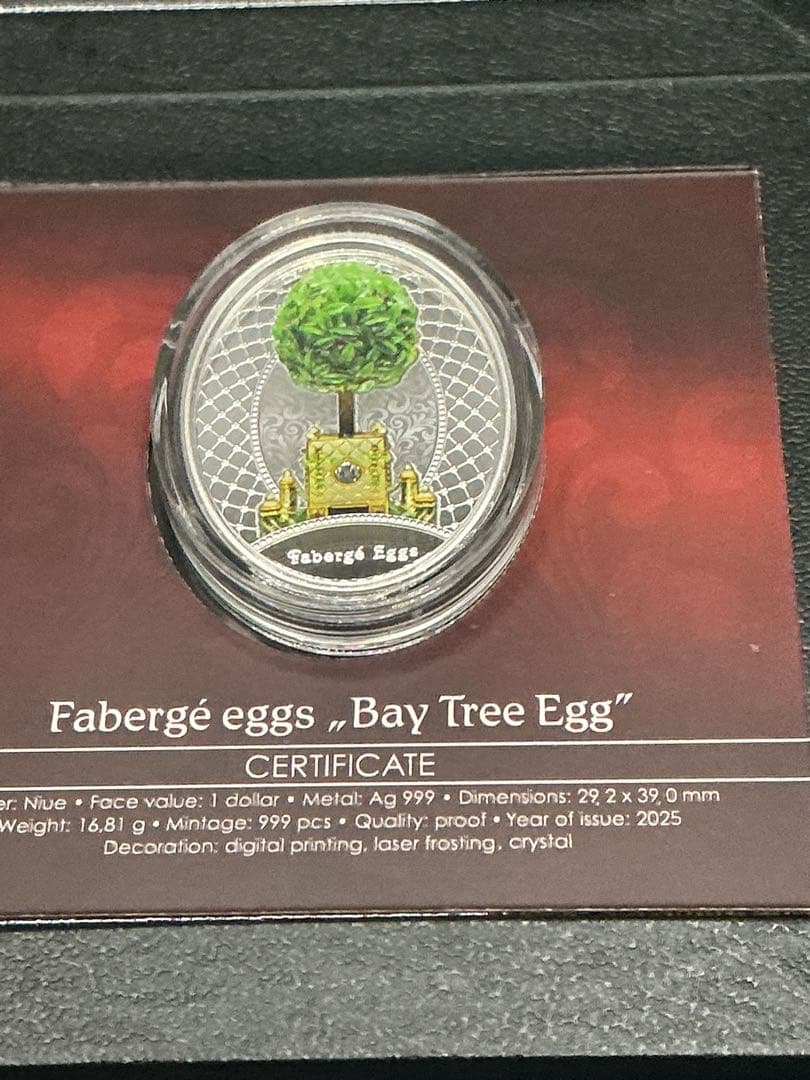 Fabergé Eggs
Fabergé eggs „Bay Tree Egg”
CERTIFICATE
er: Niue • Face value: 1 dollar • Metal: Ag 999 • Dimensions: 29,2 x 39,0 mm
Weight: 16,81 g • Mintage: 999 pcs • Quality: proof • Year of issue: 2025
Decoration: digital printing, laser frosting, crystal